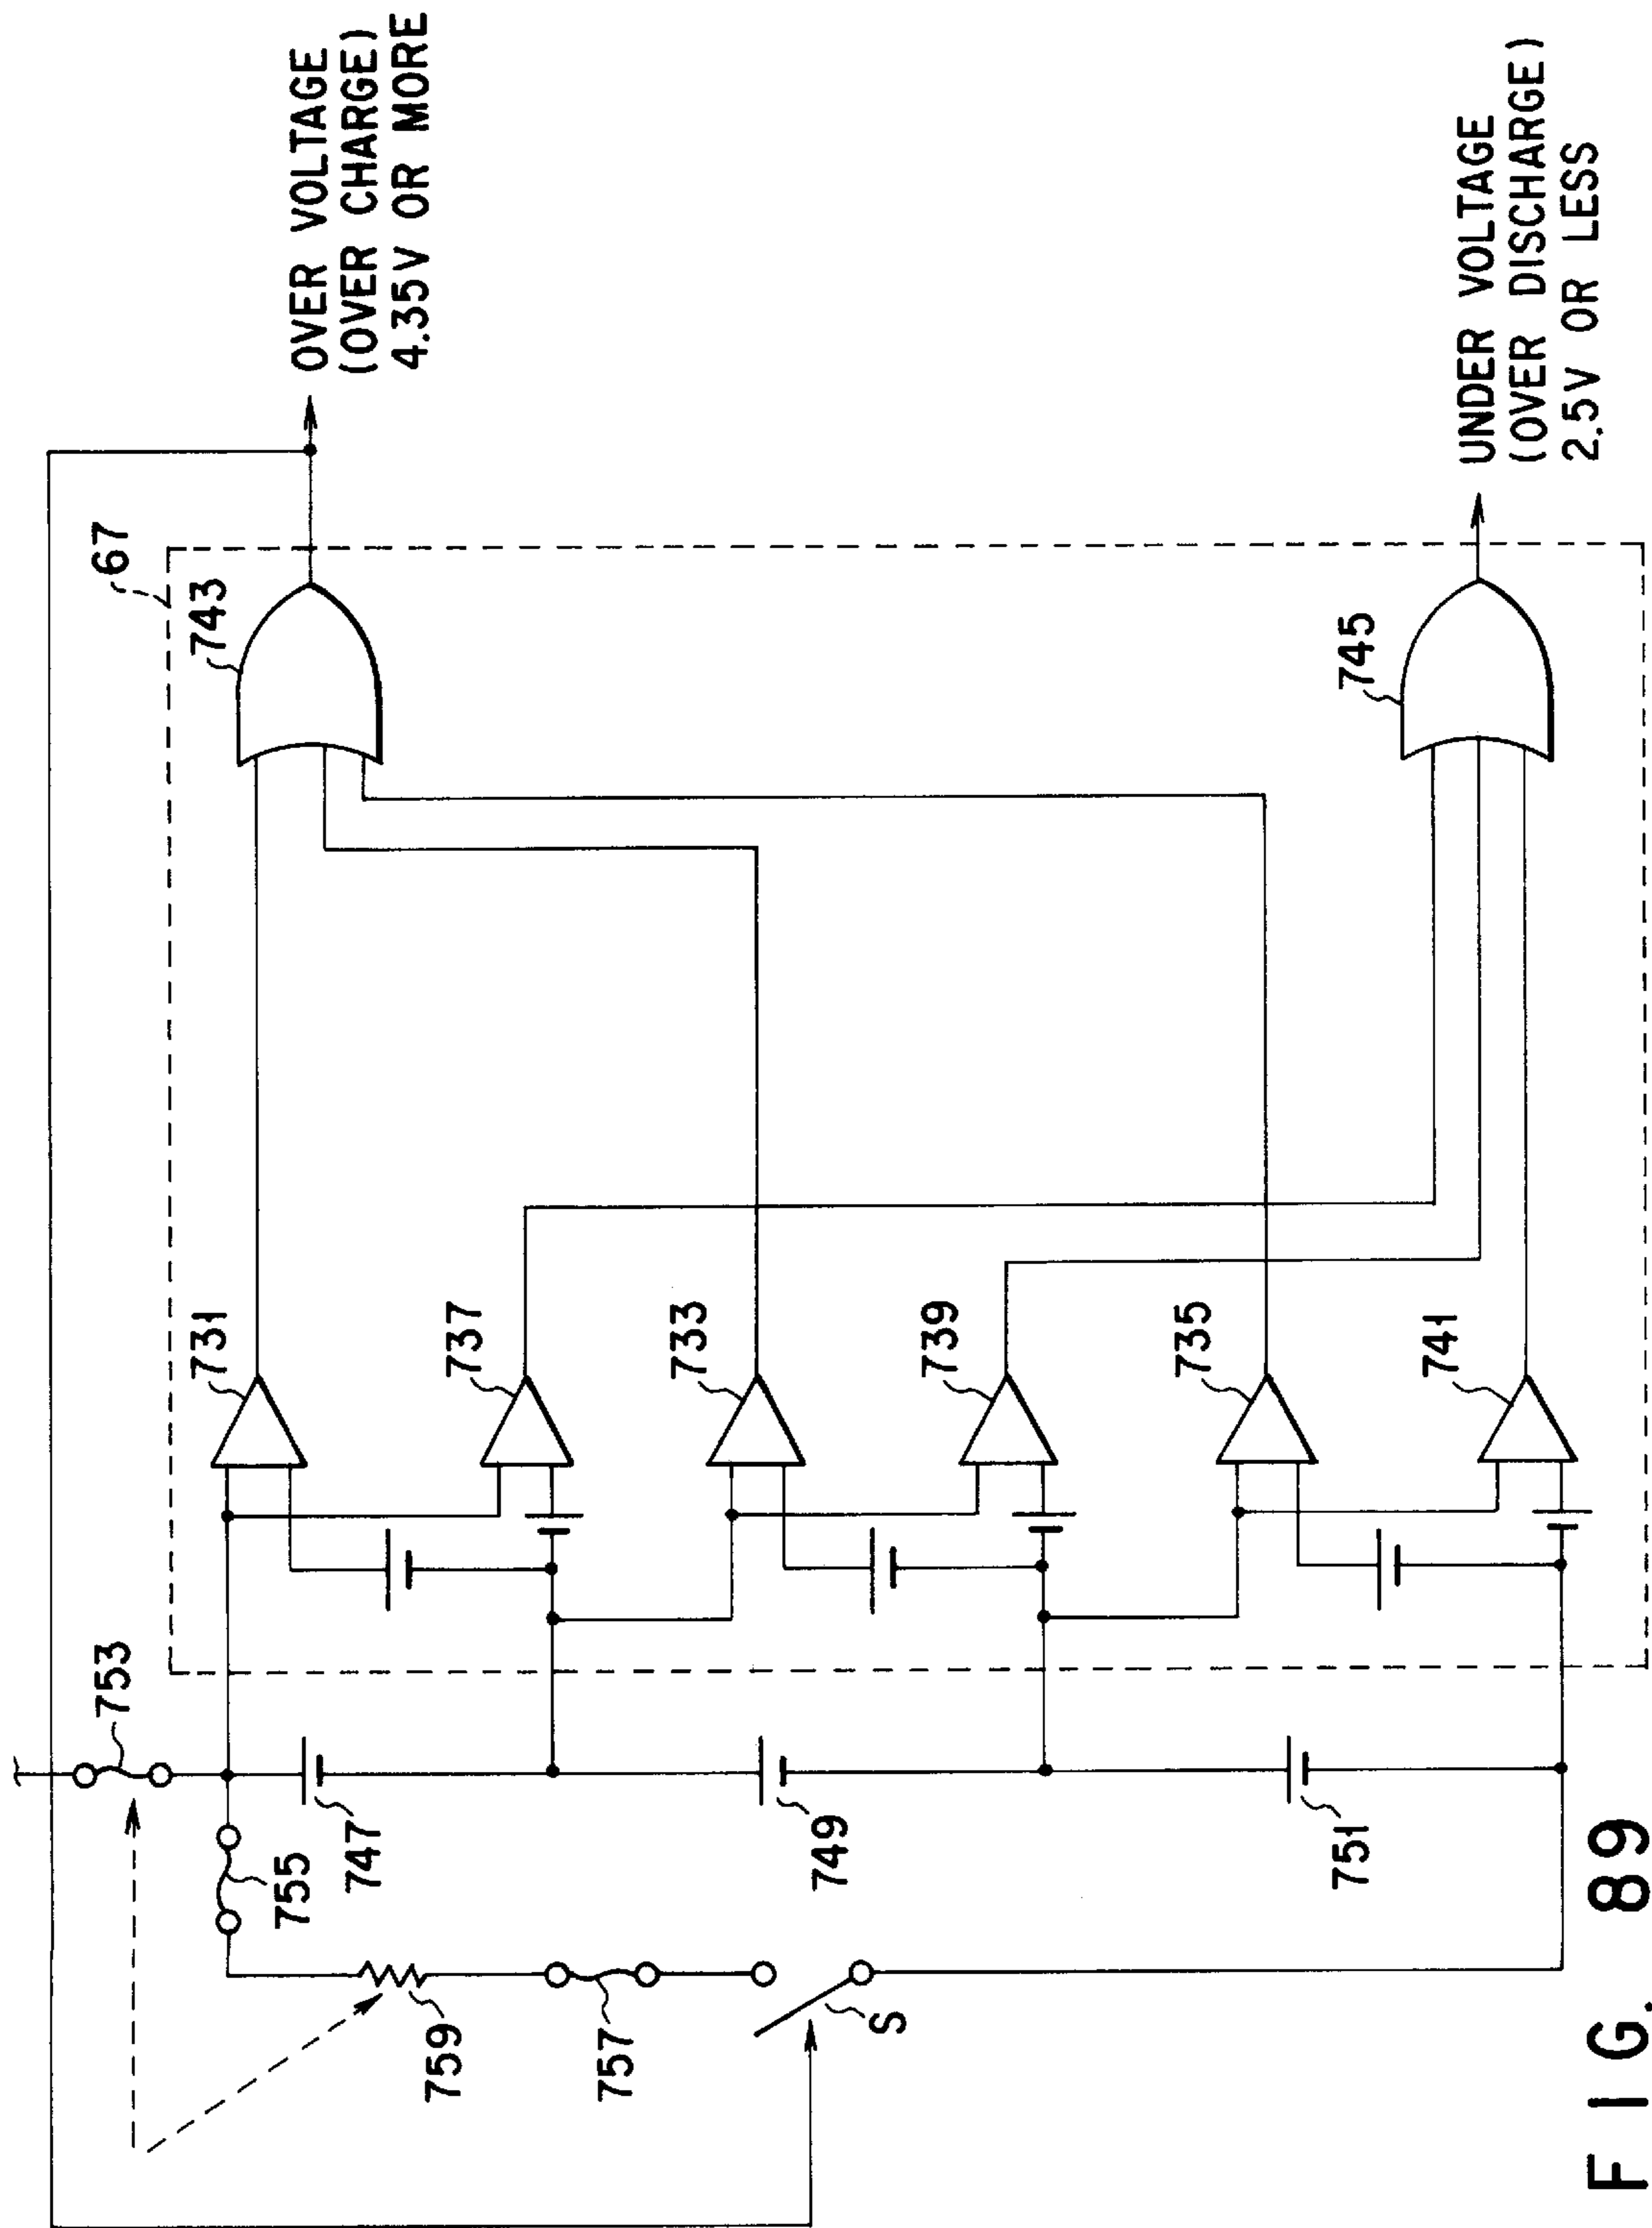 OVER VOLTAGE
(OVER CHARGE)
4.35V OR MORE
67
743
731
737
733
739
735
741
745
UNDER VOLTAGE
(OVER DISCHARGE)
2.5V OR LESS
753
755
747
759
757
749
S
751
FIG. 89